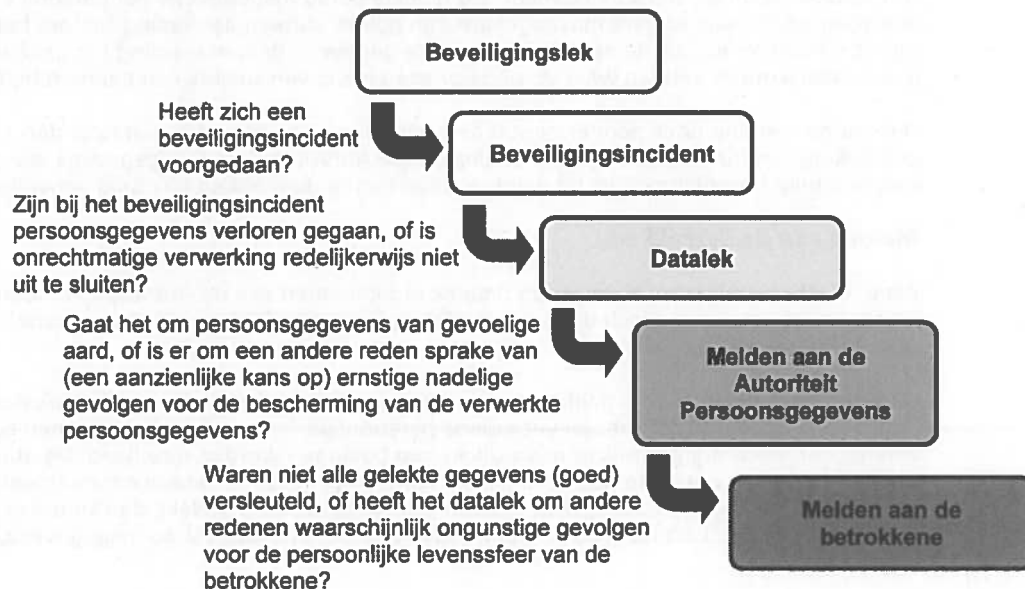 Beveiligingslek
Heeft zich een
beveiligingsincident
voorgedaan?
Beveiligingsincident
Zijn bij het beveiligingsincident
persoonsgegevens verloren gegaan, of is
onrechtmatige verwerking redelijkerwijs niet
uit te sluiten?
Datalek
Gaat het om persoonsgegevens van gevoelige
aard, of is er om een andere reden sprake van
(een aanzienlijke kans op) ernstige nadelige
gevolgen voor de bescherming van de verwerkte
persoonsgegevens?
Melden aan de
Autoriteit
Persoonsgegevens
Waren niet alle gelekte gegevens (goed)
versleuteld, of heeft het datalek om andere
redenen waarschijnlijk ongunstige gevolgen
voor de persoonlijke levenssfeer van de
betrokkene?
Melden aan de
betrokkene